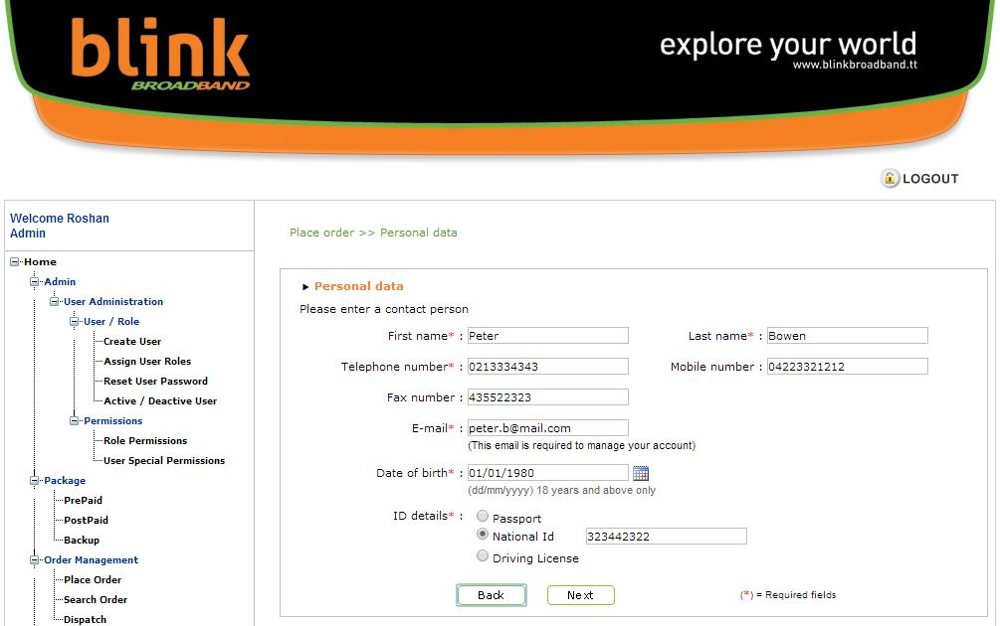 blink
BROADBAND
explore your world
www.blinkbroadband.tt
LOGOUT
Welcome Roshan
Admin
Place order >> Personal data
Home
Admin
User Administration
User / Role
Create User
Assign User Roles
Reset User Password
Active / Deactive User
Permissions
Role Permissions
User Special Permissions
Package
PrePaid
PostPaid
Backup
Order Management
Place Order
Search Order
Dispatch
Personal data
Please enter a contact person
First name* : Peter Last name* : Bowen
Telephone number* : 0213334343 Mobile number : 04223321212
Fax number : 435522323
E-mail* : peter.b@mail.com
(This email is required to manage your account)
Date of birth* : 01/01/1980
(dd/mm/yyyy) 18 years and above only
ID details* : Passport
National Id 323442322
Driving License
Back Next (*) = Required fields